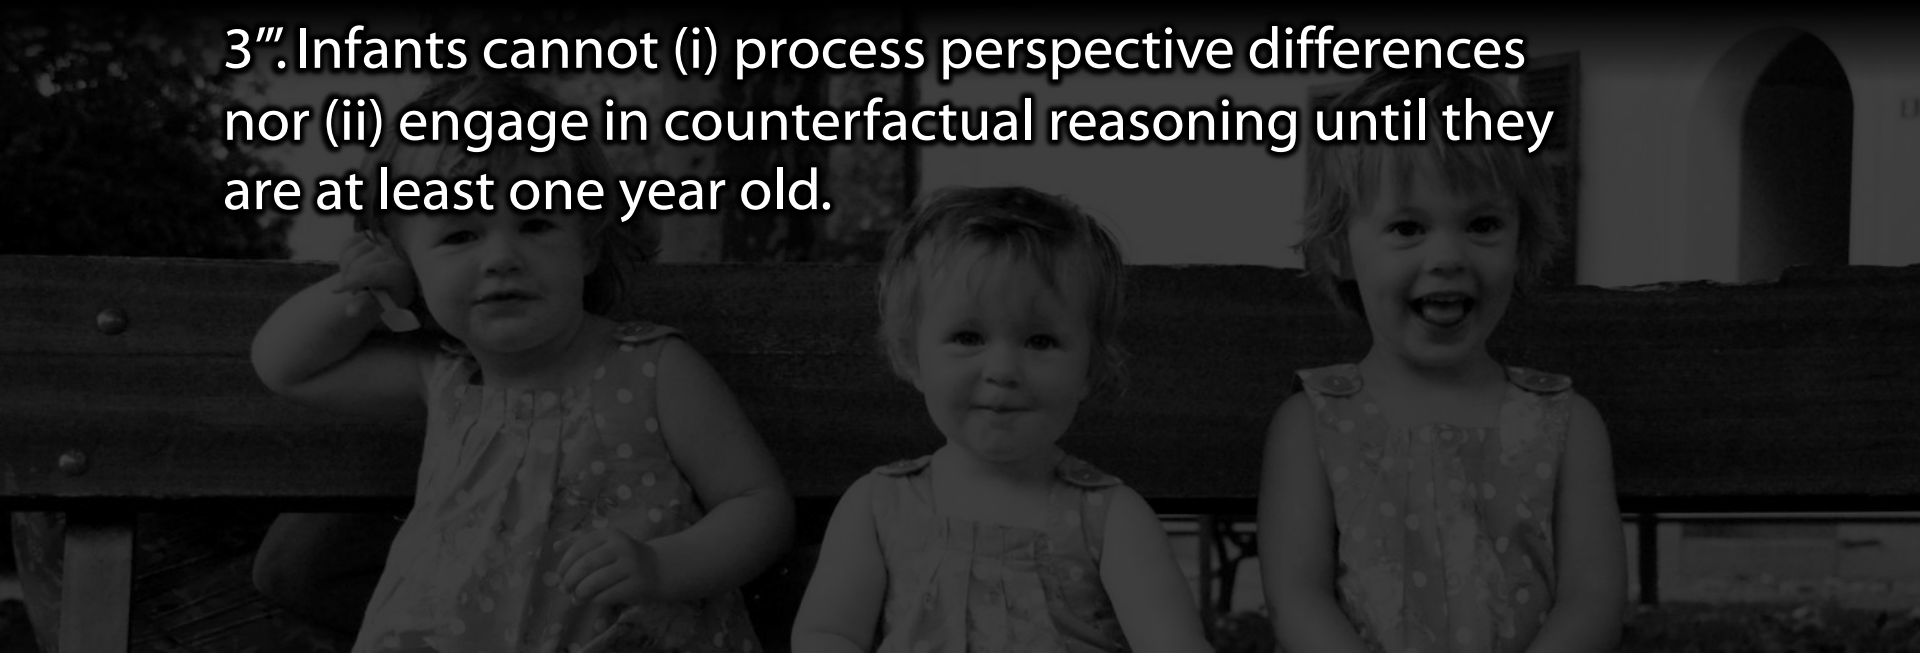 3‴. Infants cannot (i) process perspective differences
nor (ii) engage in counterfactual reasoning until they
are at least one year old.